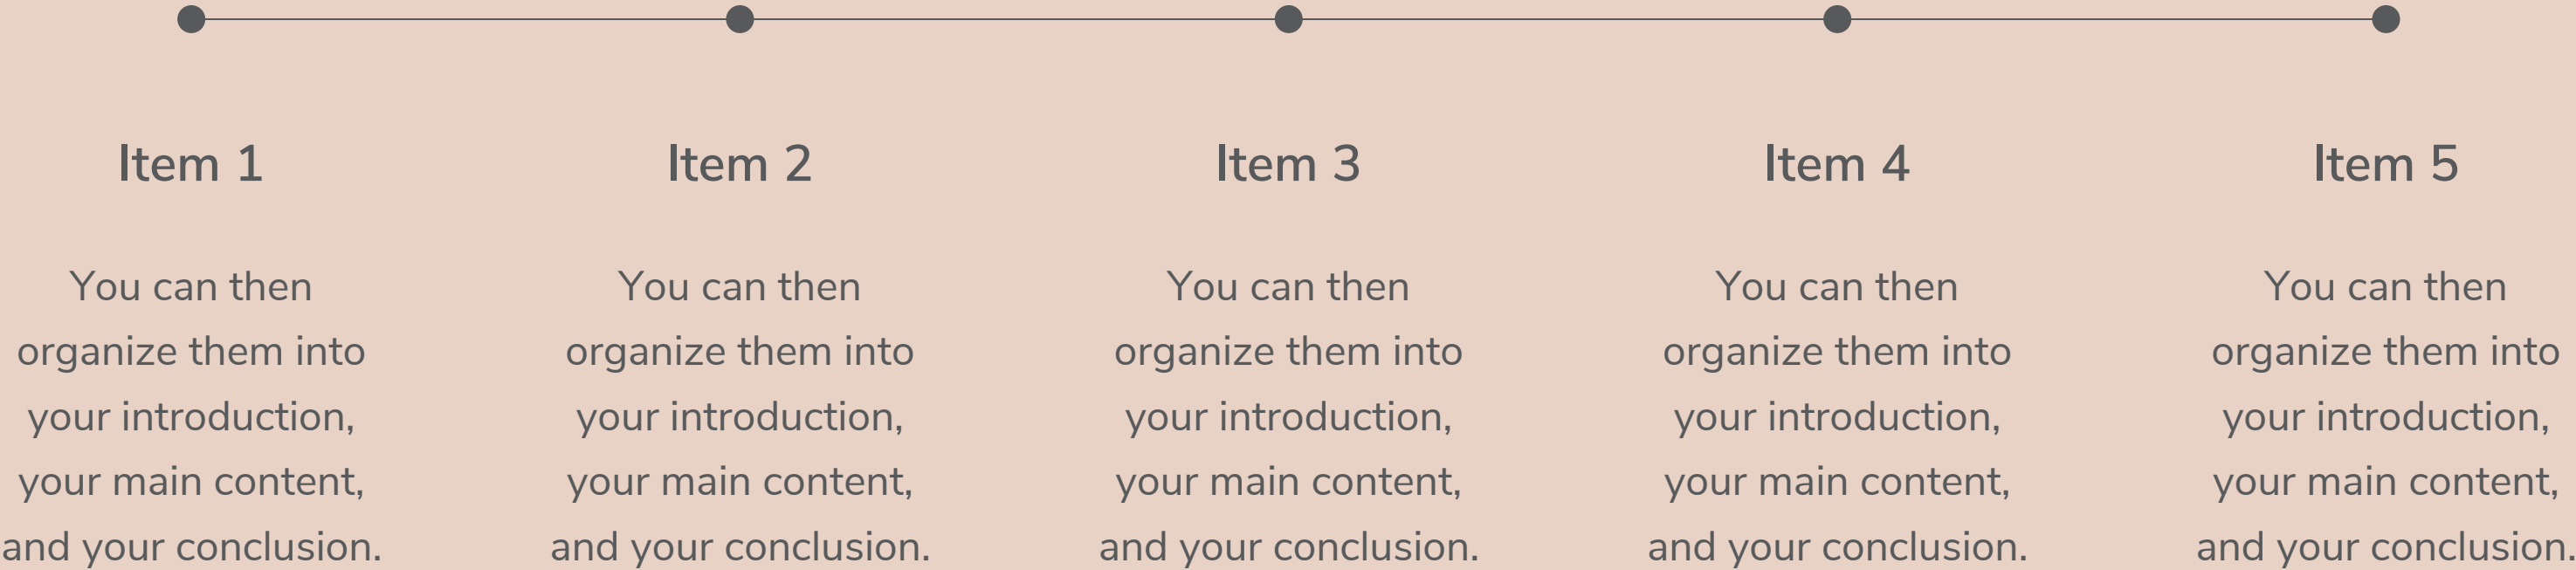 Item 1
You can then
organize them into
your introduction,
your main content,
and your conclusion.
Item 2
You can then
organize them into
your introduction,
your main content,
and your conclusion.
Item 3
You can then
organize them into
your introduction,
your main content,
and your conclusion.
Item 4
You can then
organize them into
your introduction,
your main content,
and your conclusion.
Item 5
You can then
organize them into
your introduction,
your main content,
and your conclusion.